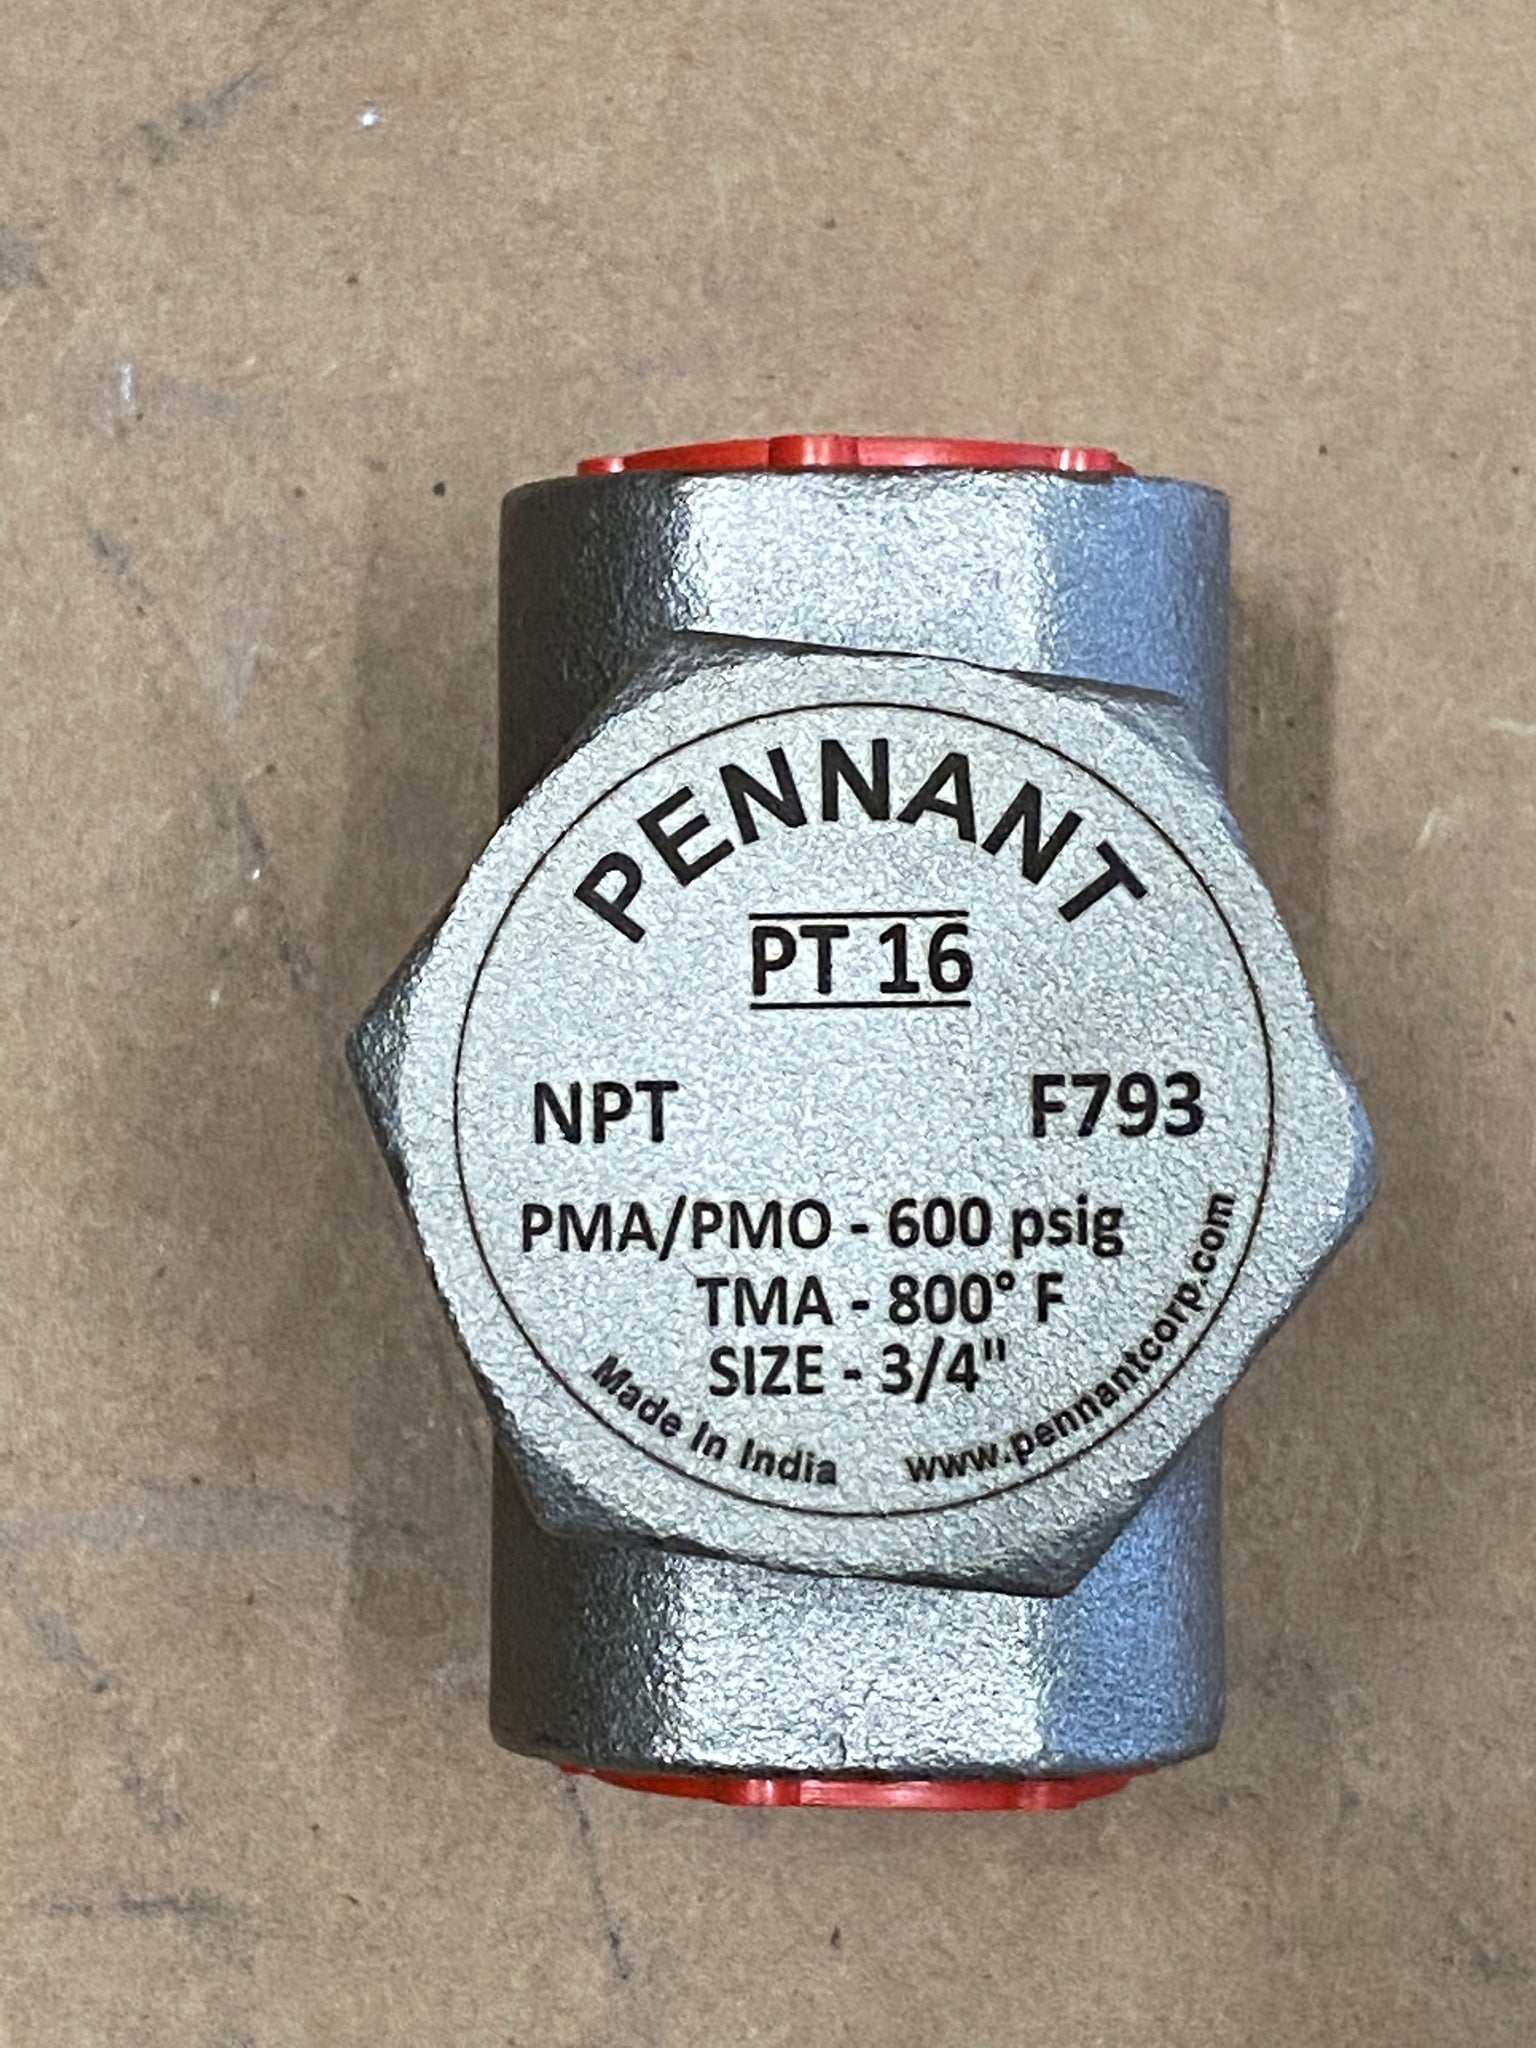 PENNANT
PT 16
NPT F793
PMA/PMO - 600 psig
TMA - 800° F
SIZE - 3/4"
Made In India www.pennantcorp.com